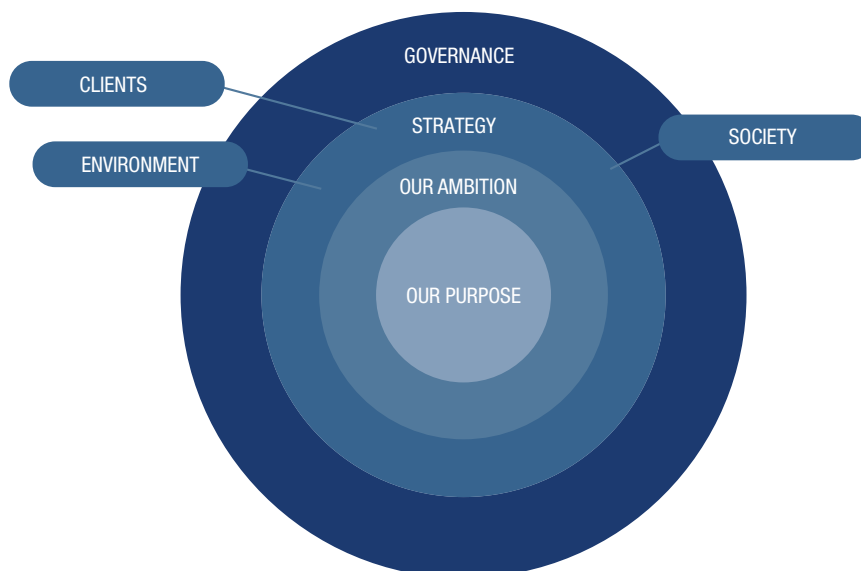 GOVERNANCE
CLIENTS
STRATEGY
SOCIETY
ENVIRONMENT
OUR AMBITION
OUR PURPOSE